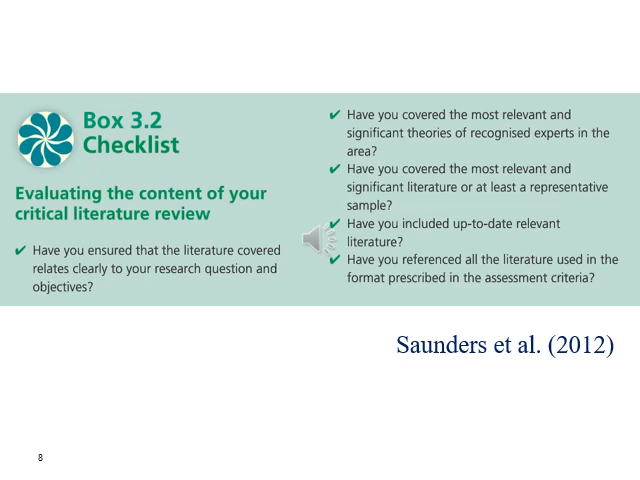 Box 3.2
Checklist
Evaluating the content of your
critical literature review
✔ Have you ensured that the literature covered
relates clearly to your research question and
objectives?
✔ Have you covered the most relevant and
significant theories of recognised experts in the
area?
✔ Have you covered the most relevant and
significant literature or at least a representative
sample?
✔ Have you included up-to-date relevant
literature?
✔ Have you referenced all the literature used in the
format prescribed in the assessment criteria?
Saunders et al. (2012)
8